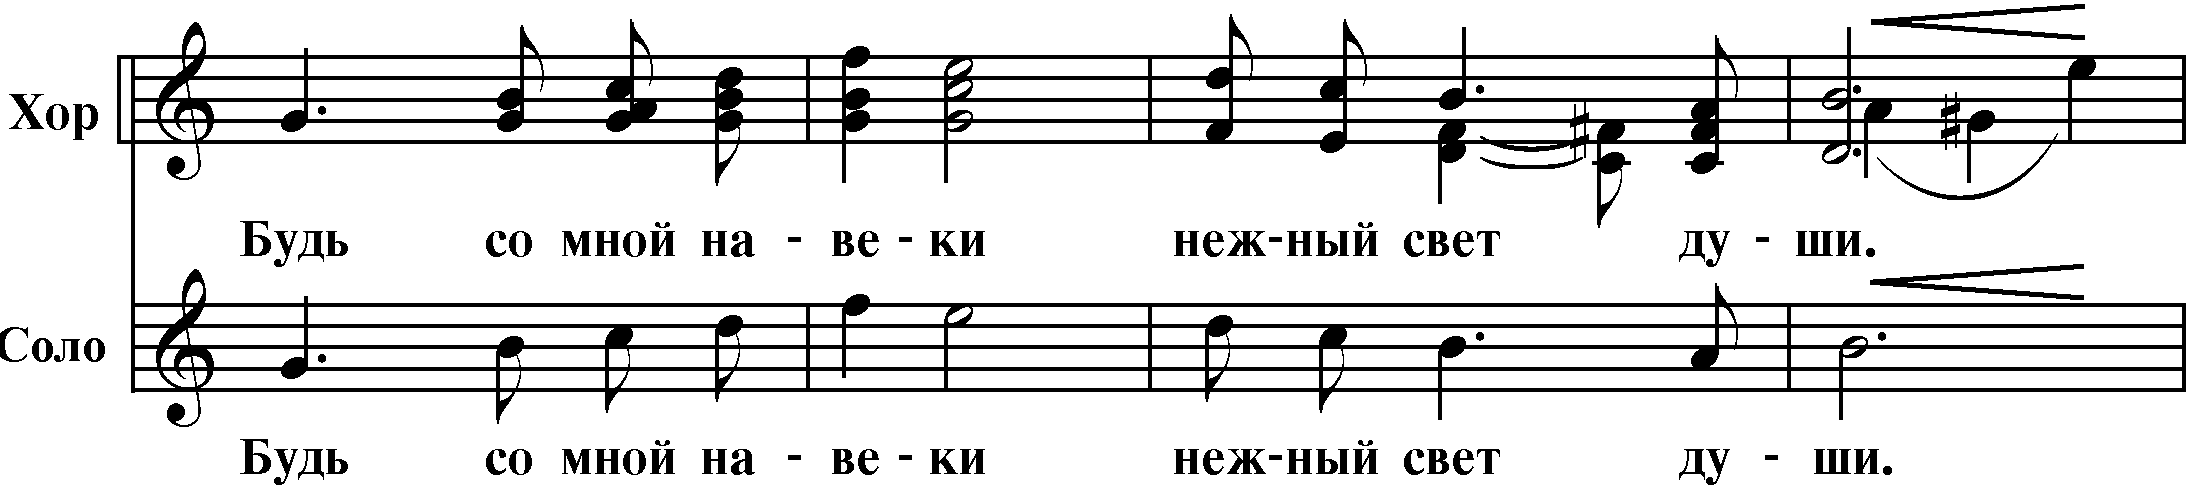 Хор
Будь со мной на - ве - ки неж-ный свет ду - ши.
Соло
Будь со мной на - ве - ки неж-ный свет ду - ши.